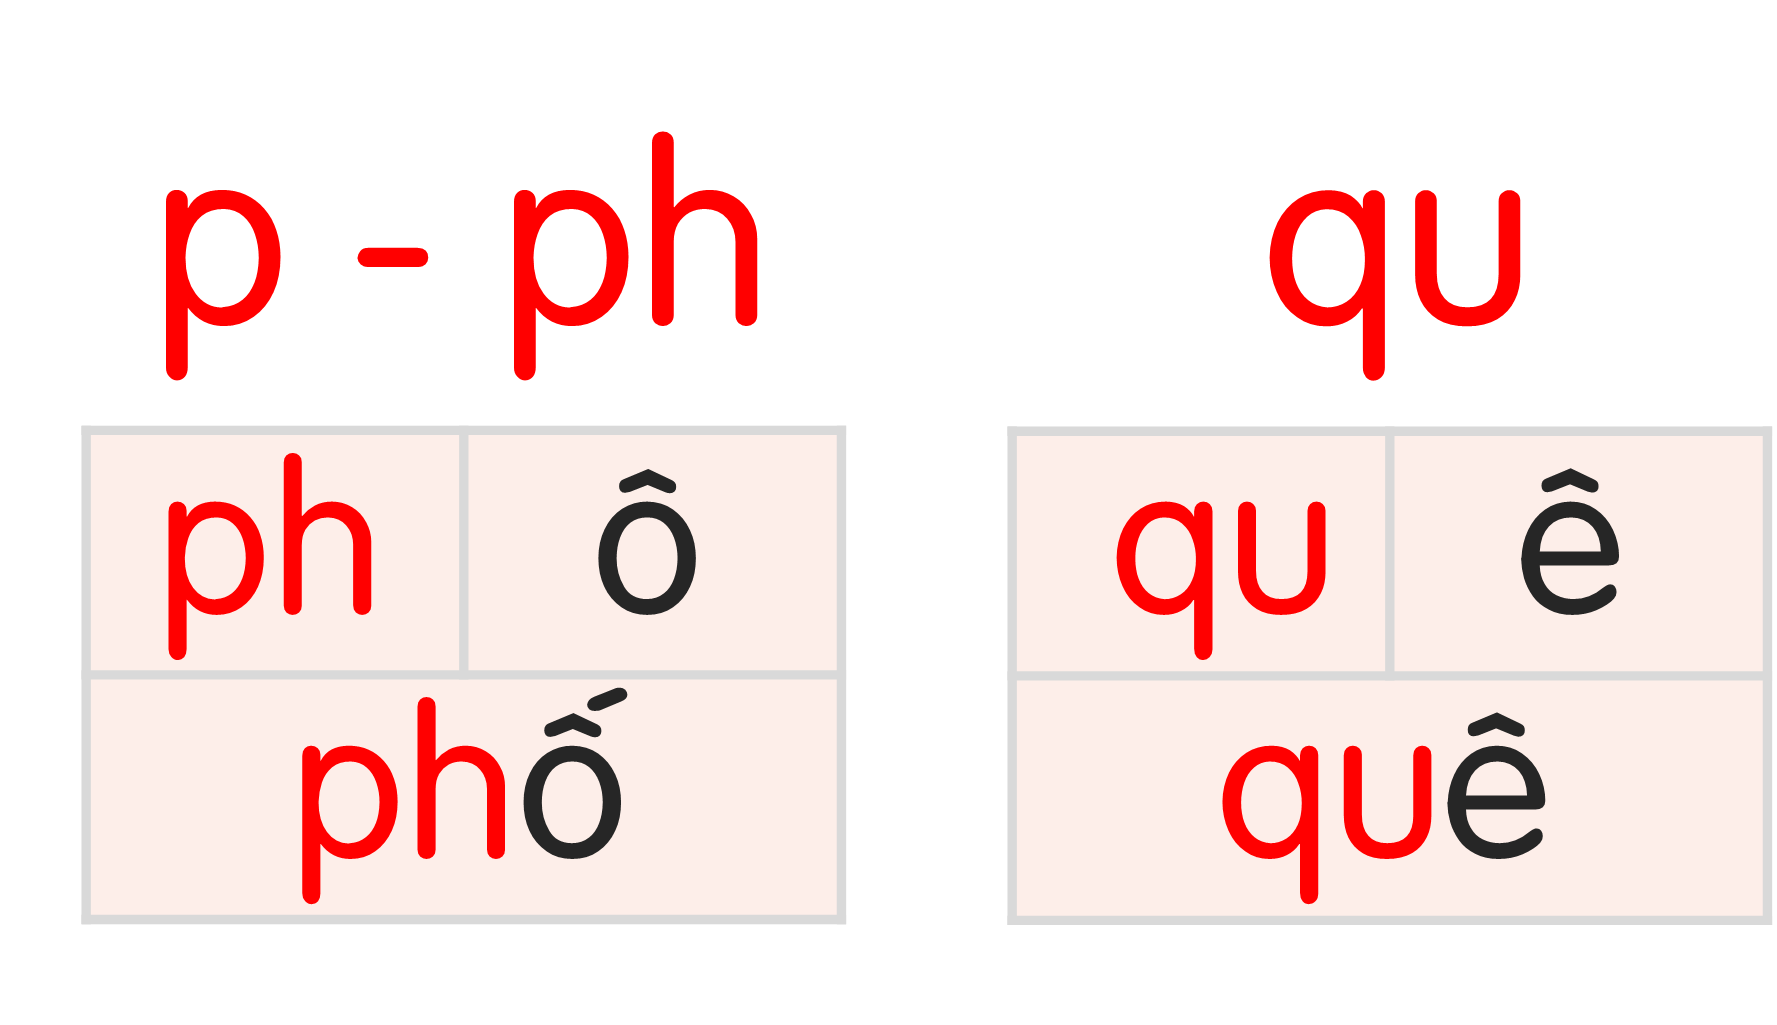 p - ph
ph ô
phố
qu
qu ê
quê